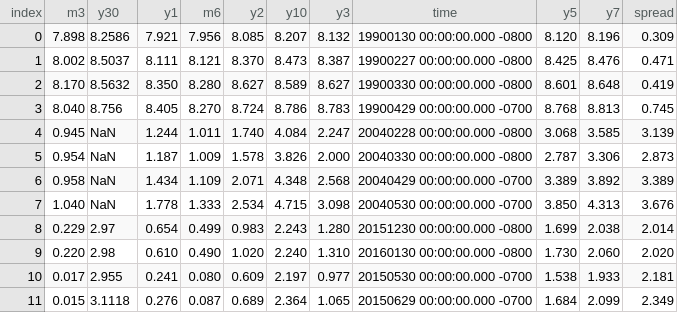 index m3 y30 y1 m6 y2 y10 y3 time y5 y7 spread
0 7.898 8.2586 7.921 7.956 8.085 8.207 8.132 19900130 00:00:00.000 -0800 8.120 8.196 0.309
1 8.002 8.5037 8.111 8.121 8.370 8.473 8.387 19900227 00:00:00.000 -0800 8.425 8.476 0.471
2 8.170 8.5632 8.350 8.280 8.627 8.589 8.627 19900330 00:00:00.000 -0800 8.601 8.648 0.419
3 8.040 8.756 8.405 8.270 8.724 8.786 8.783 19900429 00:00:00.000 -0700 8.768 8.813 0.745
4 0.945 NaN 1.244 1.011 1.740 4.084 2.247 20040228 00:00:00.000 -0800 3.068 3.585 3.139
5 0.954 NaN 1.187 1.009 1.578 3.826 2.000 20040330 00:00:00.000 -0800 2.787 3.306 2.873
6 0.958 NaN 1.434 1.109 2.071 4.348 2.568 20040429 00:00:00.000 -0700 3.389 3.892 3.389
7 1.040 NaN 1.778 1.333 2.534 4.715 3.098 20040530 00:00:00.000 -0700 3.850 4.313 3.676
8 0.229 2.97 0.654 0.499 0.983 2.243 1.280 20151230 00:00:00.000 -0800 1.699 2.038 2.014
9 0.220 2.98 0.610 0.490 1.020 2.240 1.310 20160130 00:00:00.000 -0800 1.730 2.060 2.020
10 0.017 2.955 0.241 0.080 0.609 2.197 0.977 20150530 00:00:00.000 -0700 1.538 1.933 2.181
11 0.015 3.1118 0.276 0.087 0.689 2.364 1.065 20150629 00:00:00.000 -0700 1.684 2.099 2.349